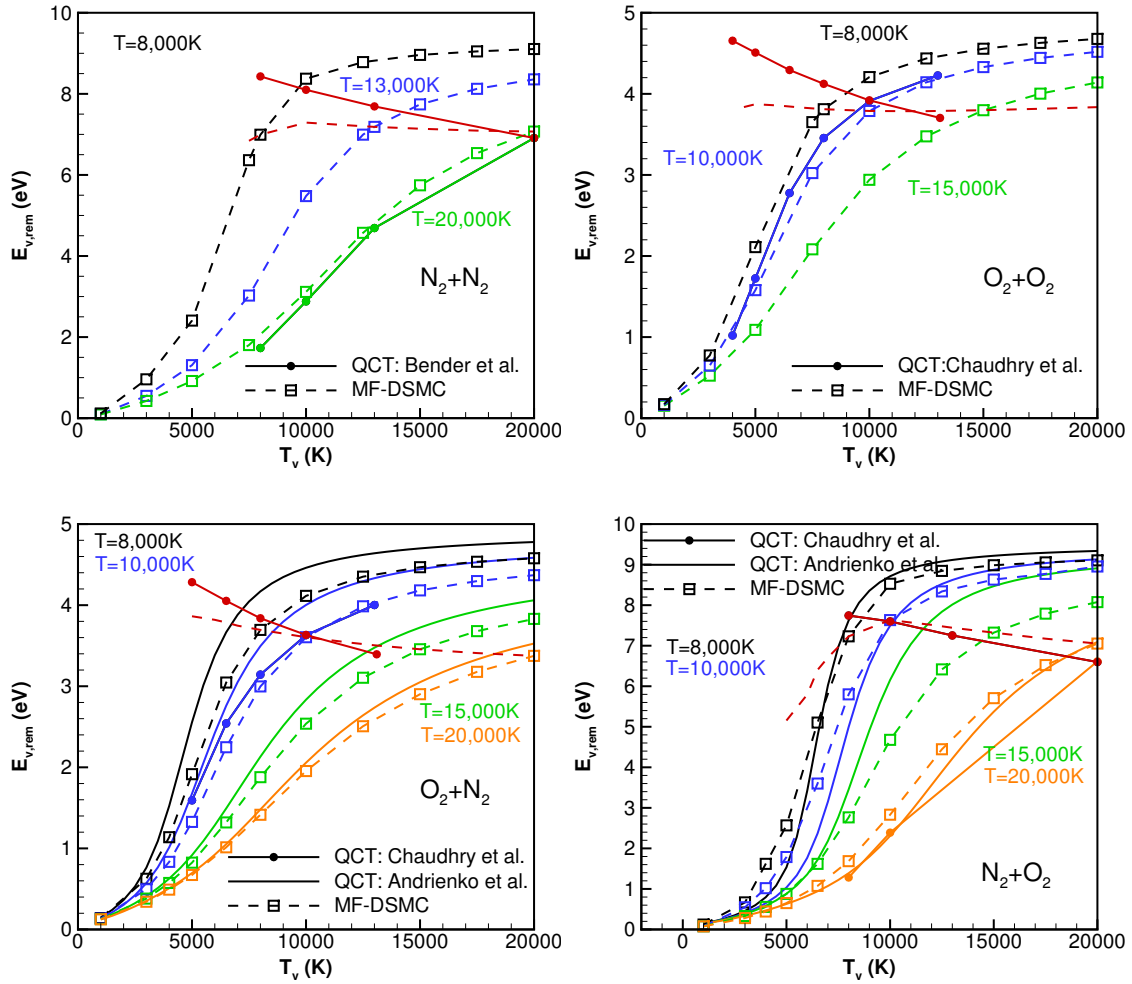 T=8,000K
T=13,000K
T=20,000K
N2+N2
QCT: Bender et al.
MF-DSMC
E_v,rem (eV)
0
2
4
6
8
10
T_v (K)
0
5000
10000
15000
20000
T=8,000K
T=10,000K
T=15,000K
O2+O2
QCT:Chaudhry et al.
MF-DSMC
E_v,rem (eV)
0
1
2
3
4
5
T_v (K)
0
5000
10000
15000
20000
T=8,000K
T=10,000K
T=15,000K
T=20,000K
O2+N2
QCT: Chaudhry et al.
QCT: Andrienko et al.
MF-DSMC
E_v,rem (eV)
0
1
2
3
4
5
T_v (K)
0
5000
10000
15000
20000
QCT: Chaudhry et al.
QCT: Andrienko et al.
MF-DSMC
T=8,000K
T=10,000K
T=15,000K
T=20,000K
N2+O2
E_v,rem (eV)
0
1
2
3
4
5
6
7
8
9
10
T_v (K)
0
5000
10000
15000
20000